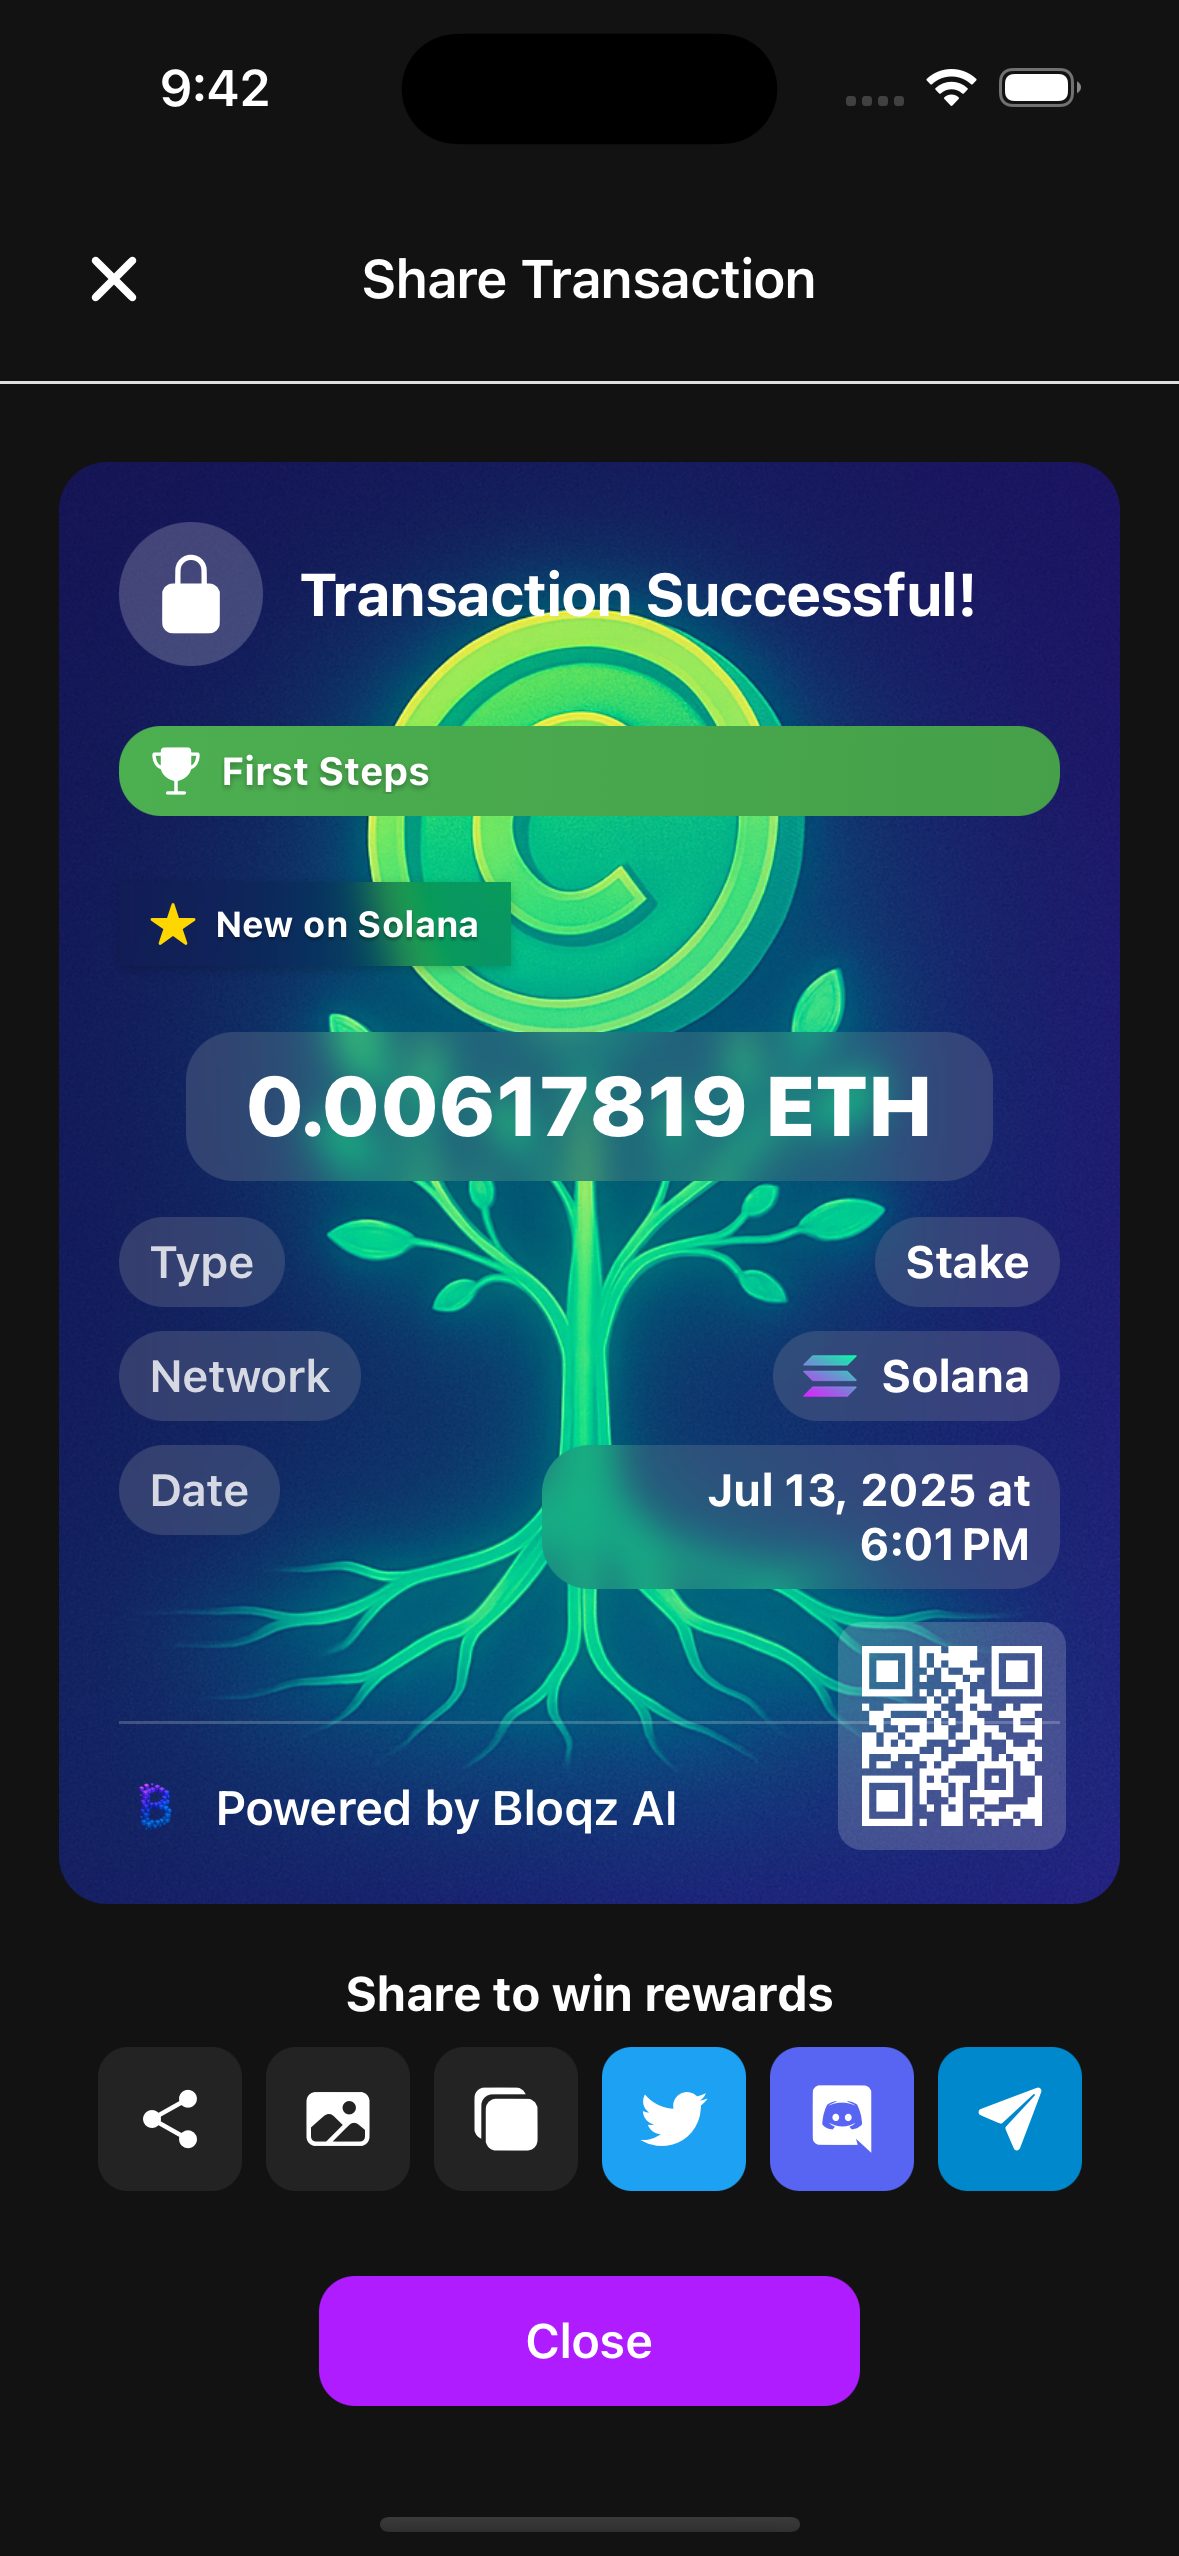 9:42
Share Transaction
Transaction Successful!
First Steps
New on Solana
0.00617819 ETH
Type
Stake
Network
Solana
Date
Jul 13, 2025 at
6:01 PM
Powered by Bloqz AI
Share to win rewards
Close